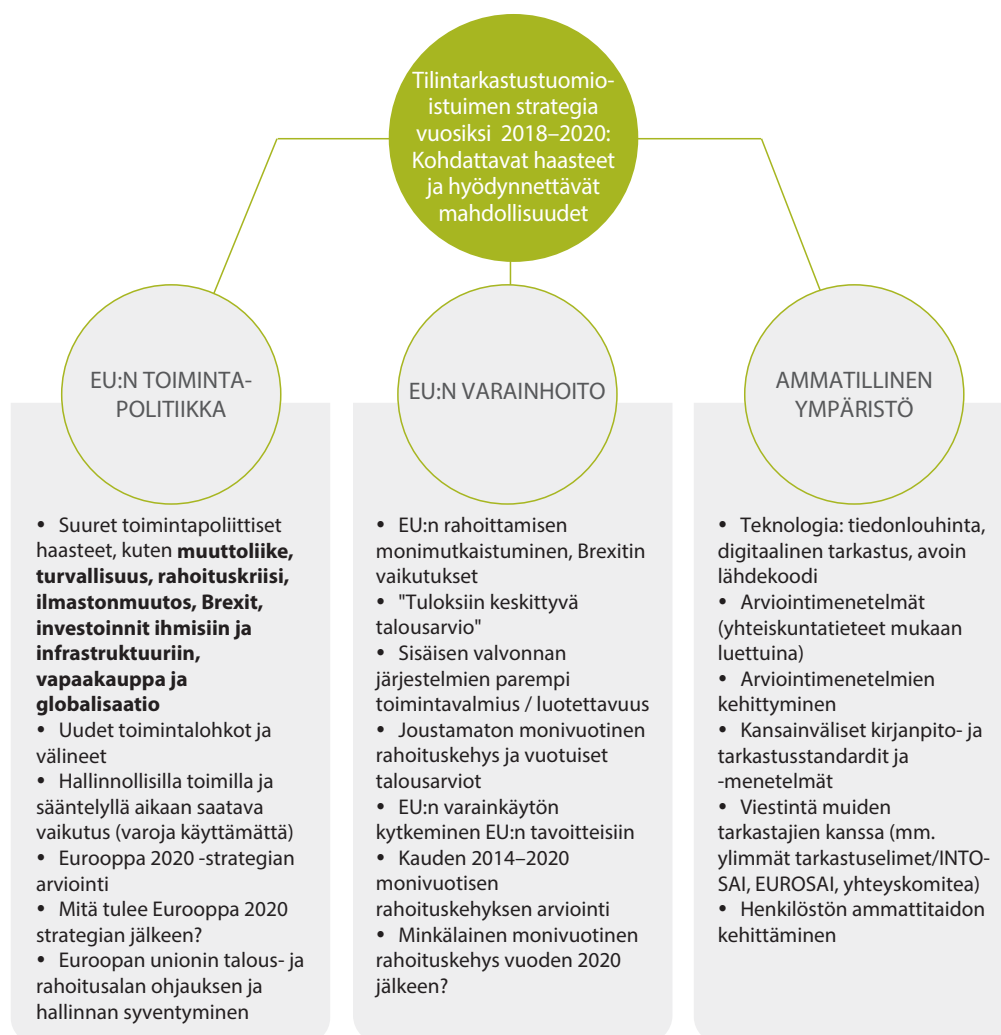 Tilintarkastustuomio-
istuimen strategia
vuosiksi 2018–2020:
Kohdattavat haasteet
ja hyödynnettävät
mahdollisuudet
EU:N TOIMINTA-
POLITIIKKA
• Suuret toimintapoliittiset
haasteet, kuten muuttoliike,
turvallisuus, rahoituskriisi,
ilmastonmuutos, Brexit,
investoinnit ihmisiin ja
infrastruktuuriin,
vapaakauppa ja
globalisaatio
• Uudet toimintalohkot ja
välineet
• Hallinnollisilla toimilla ja
sääntelyllä aikaan saatava
vaikutus (varoja käyttämättä)
• Eurooppa 2020 -strategian
arviointi
• Mitä tulee Eurooppa 2020
strategian jälkeen?
• Euroopan unionin talous- ja
rahoitusalan ohjauksen ja
hallinnan syventyminen
EU:N VARAINHOITO
• EU:n rahoittamisen
monimutkaistuminen, Brexitin
vaikutukset
• "Tuloksiin keskittyvä
talousarvio"
• Sisäisen valvonnan
järjestelmien parempi
toimintavalmius / luotettavuus
• Joustamaton monivuotinen
rahoituskehys ja vuotuiset
talousarviot
• EU:n varainkäytön
kytkeminen EU:n tavoitteisiin
• Kauden 2014–2020
monivuotisen
rahoituskehyksen arviointi
• Minkälainen monivuotinen
rahoituskehys vuoden 2020
jälkeen?
AMMATILLINEN
YMPÄRISTÖ
• Teknologia: tiedonlouhinta,
digitaalinen tarkastus, avoin
lähdekoodi
• Arviointimenetelmät
(yhteiskuntatieteet mukaan
luettuina)
• Arviointimenetelmien
kehittyminen
• Kansainväliset kirjanpito- ja
tarkastusstandardit ja
-menetelmät
• Viestintä muiden
tarkastajien kanssa (mm.
ylimmät tarkastuselimet/INTO-
SAI, EUROSAI, yhteyskomitea)
• Henkilöstön ammattitaidon
kehittäminen